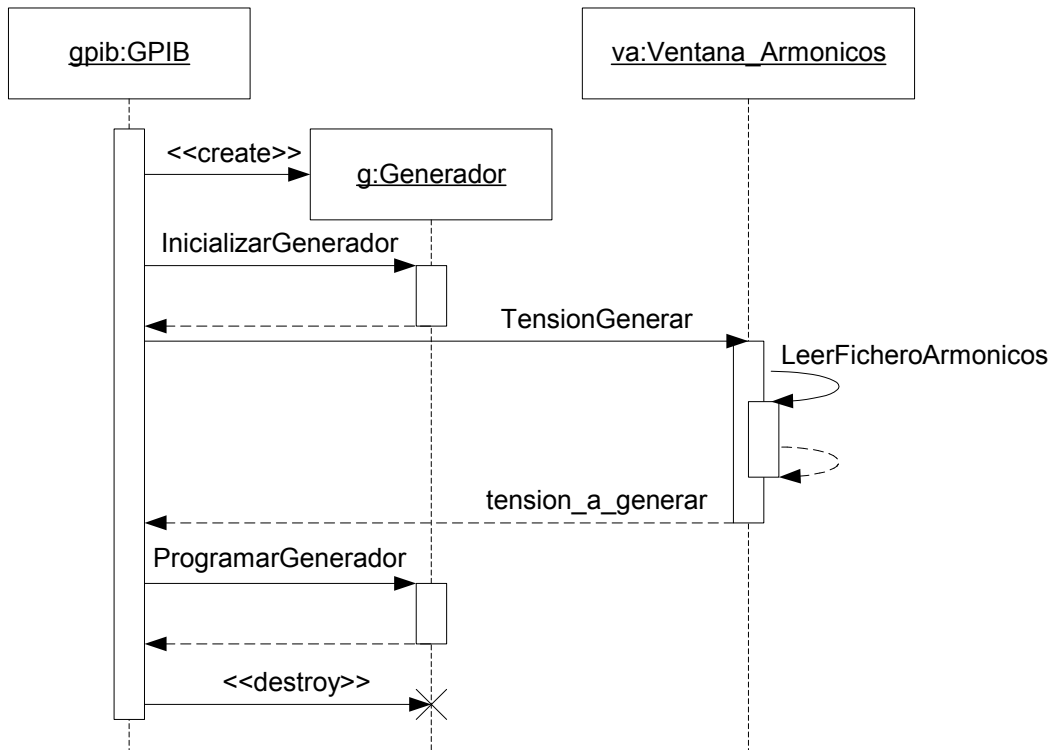 gpib:GPIB
va:Ventana_Armonicos
<<create>>
g:Generador
InicializarGenerador
TensionGenerar
LeerFicheroArmonicos
tension_a_generar
ProgramarGenerador
<<destroy>>